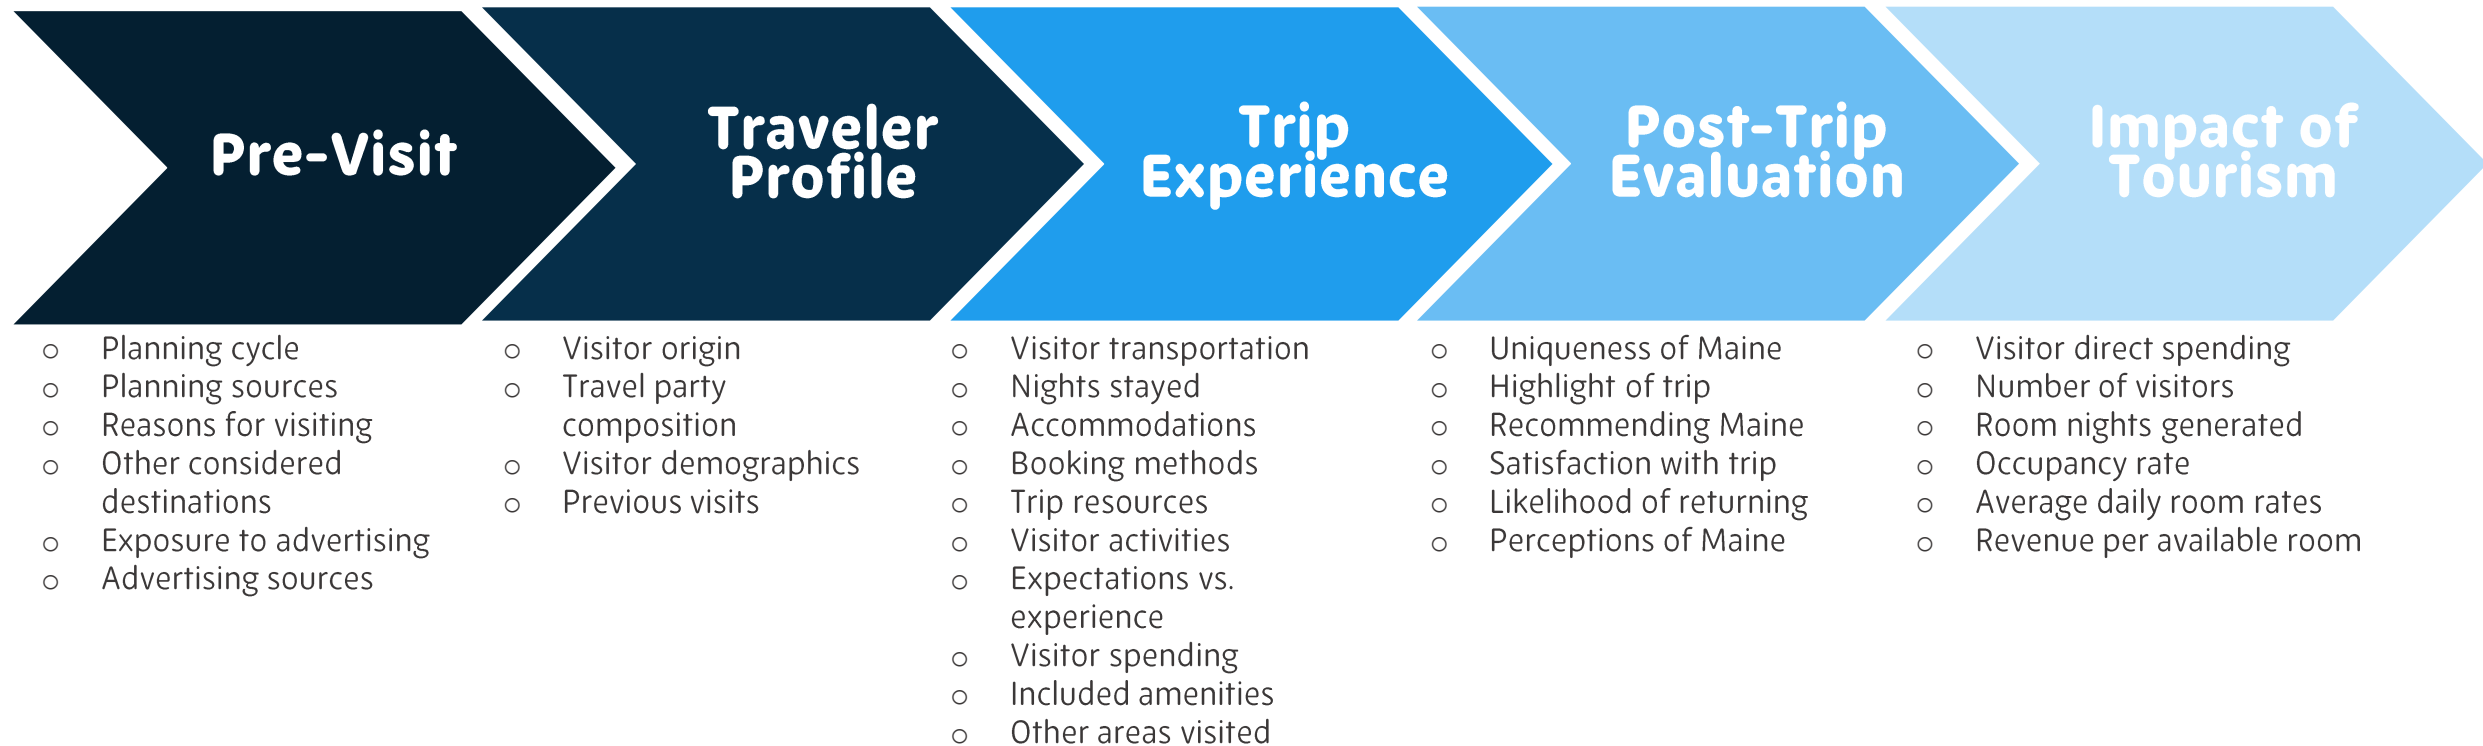 Pre-Visit
Traveler
Profile
Trip
Experience
Post-Trip
Evaluation
Impact of
Tourism
Planning cycle
Planning sources
Reasons for visiting
Other considered
destinations
Exposure to advertising
Advertising sources
Visitor origin
Travel party
composition
Visitor demographics
Previous visits
Visitor transportation
Nights stayed
Accommodations
Booking methods
Trip resources
Visitor activities
Expectations vs.
experience
Visitor spending
Included amenities
Other areas visited
Uniqueness of Maine
Highlight of trip
Recommending Maine
Satisfaction with trip
Likelihood of returning
Perceptions of Maine
Visitor direct spending
Number of visitors
Room nights generated
Occupancy rate
Average daily room rates
Revenue per available room